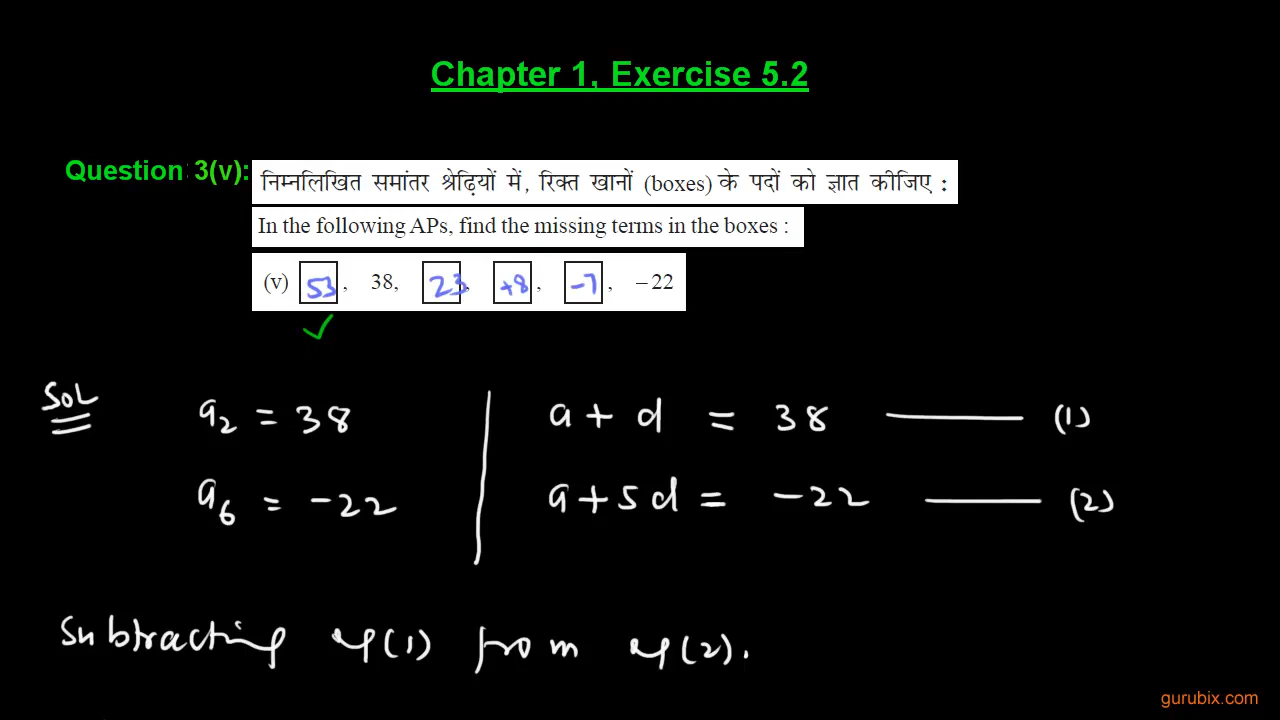 Chapter 1, Exercise 5.2
Question 3(v):
निम्नलिखित समांतर श्रेढ़ियों में, रिक्त खानों (boxes) के पदों को ज्ञात कीजिए :
In the following APs, find the missing terms in the boxes :
(v) 53, 38, 23, +8, -7, -22
✓
Sol
a₂ = 38 | a + d = 38 —— (1)
a₆ = -22 | a + 5d = -22 —— (2)
Subtracting eq(1) from eq(2).
gurubix.com